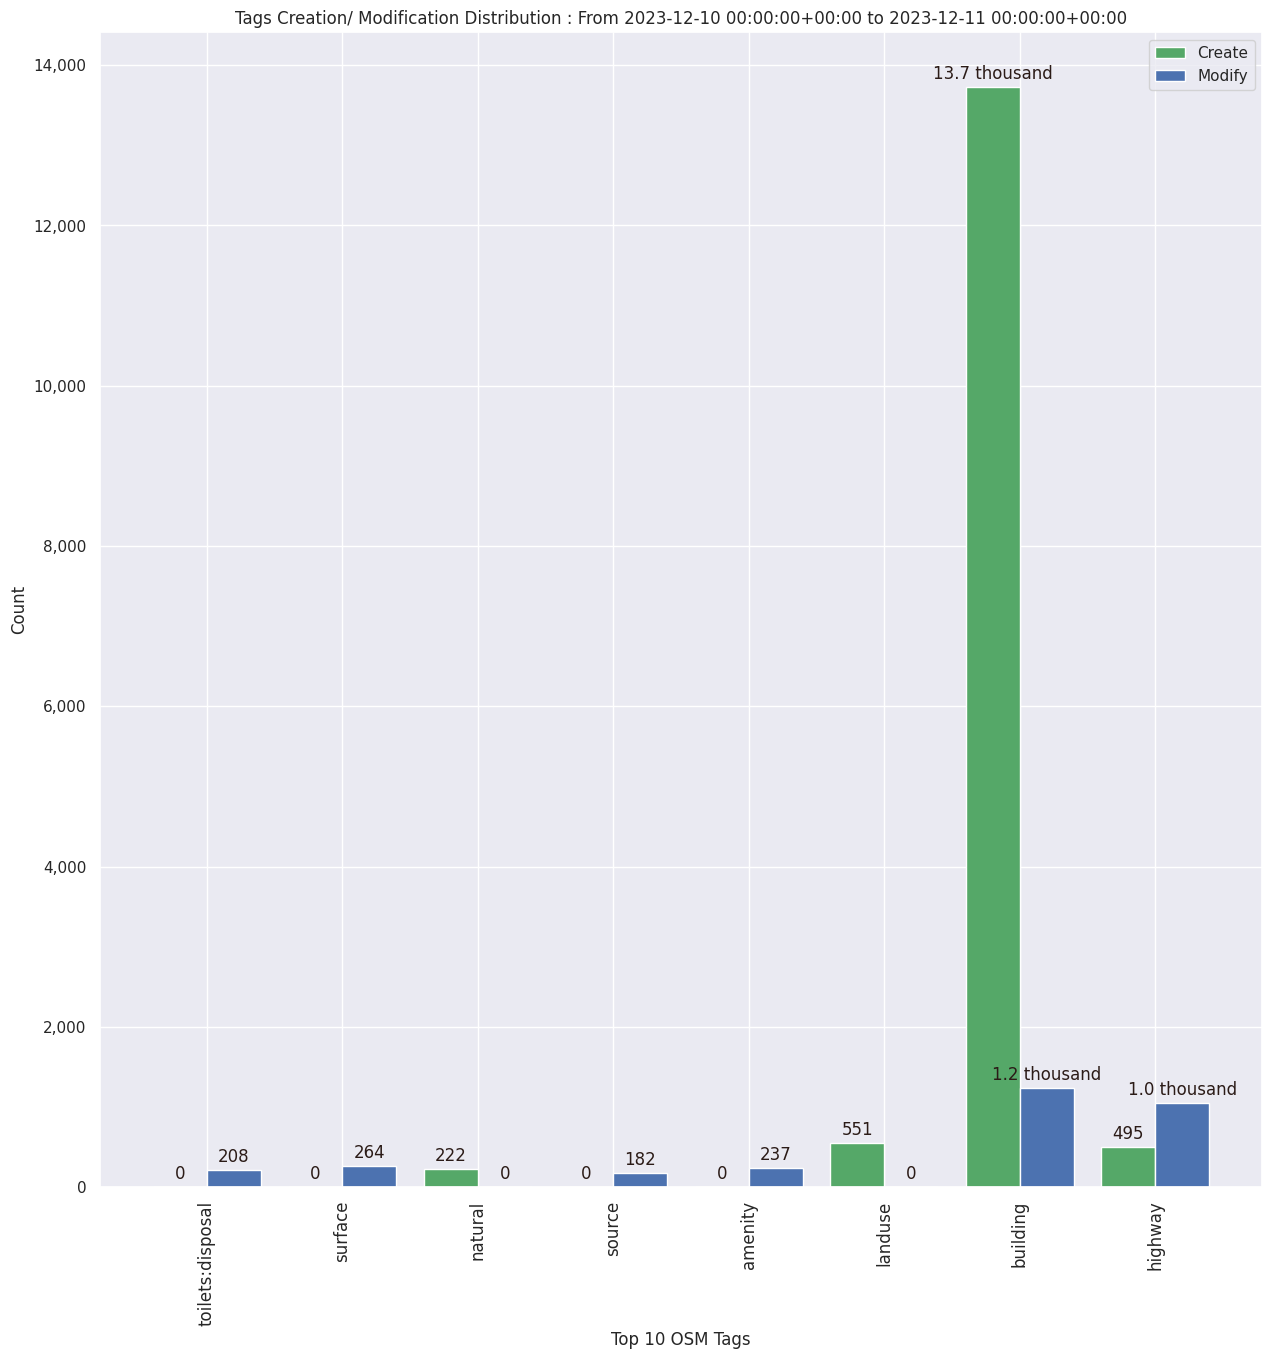 Tags Creation/ Modification Distribution : From 2023-12-10 00:00:00+00:00 to 2023-12-11 00:00:00+00:00
Create
Modify
14,000
12,000
10,000
8,000
6,000
4,000
2,000
0
Count
13.7 thousand
1.2 thousand
1.0 thousand
0
208
0
264
222
0
0
182
0
237
551
0
495
toilets:disposal
surface
natural
source
amenity
landuse
building
highway
Top 10 OSM Tags